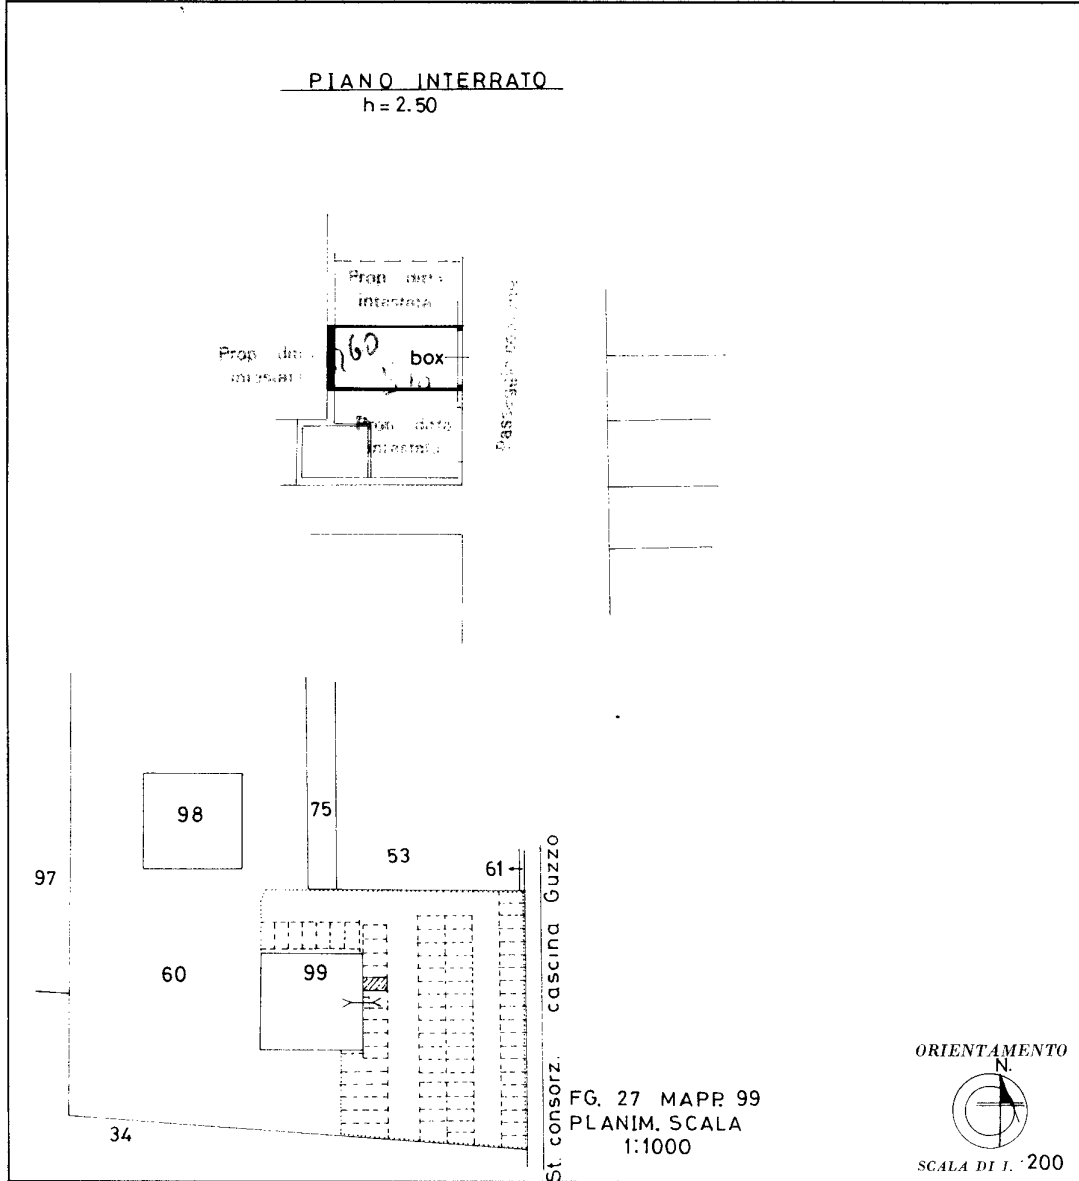 PIANO INTERRATO
h = 2.50
Prop. ditta
intestata
Prop. ditta
intestata
60
box
Prop. ditta
intestata
98
75
53
61
97
60
99
34
St. consorz. cascina Guzzo
FG. 27 MAPP. 99
PLANIM. SCALA
1:1000
ORIENTAMENTO
N.
SCALA DI 1: 200